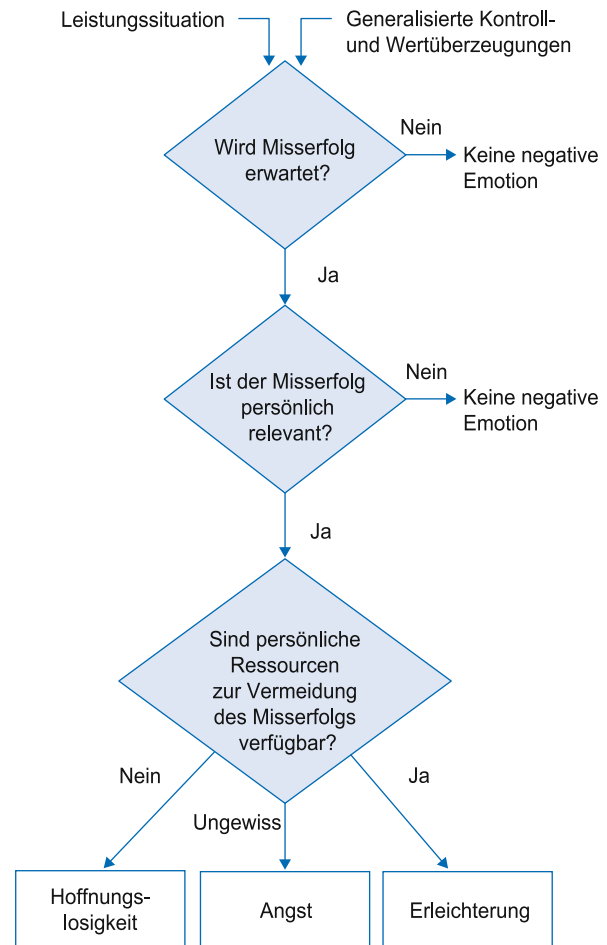 Leistungssituation
Generalisierte Kontroll-
und Wertüberzeugungen
Wird Misserfolg
erwartet?
Nein
Keine negative
Emotion
Ja
Ist der Misserfolg
persönlich
relevant?
Nein
Keine negative
Emotion
Ja
Sind persönliche
Ressourcen
zur Vermeidung
des Misserfolgs
verfügbar?
Nein
Ungewiss
Ja
Hoffnungs-
losigkeit
Angst
Erleichterung